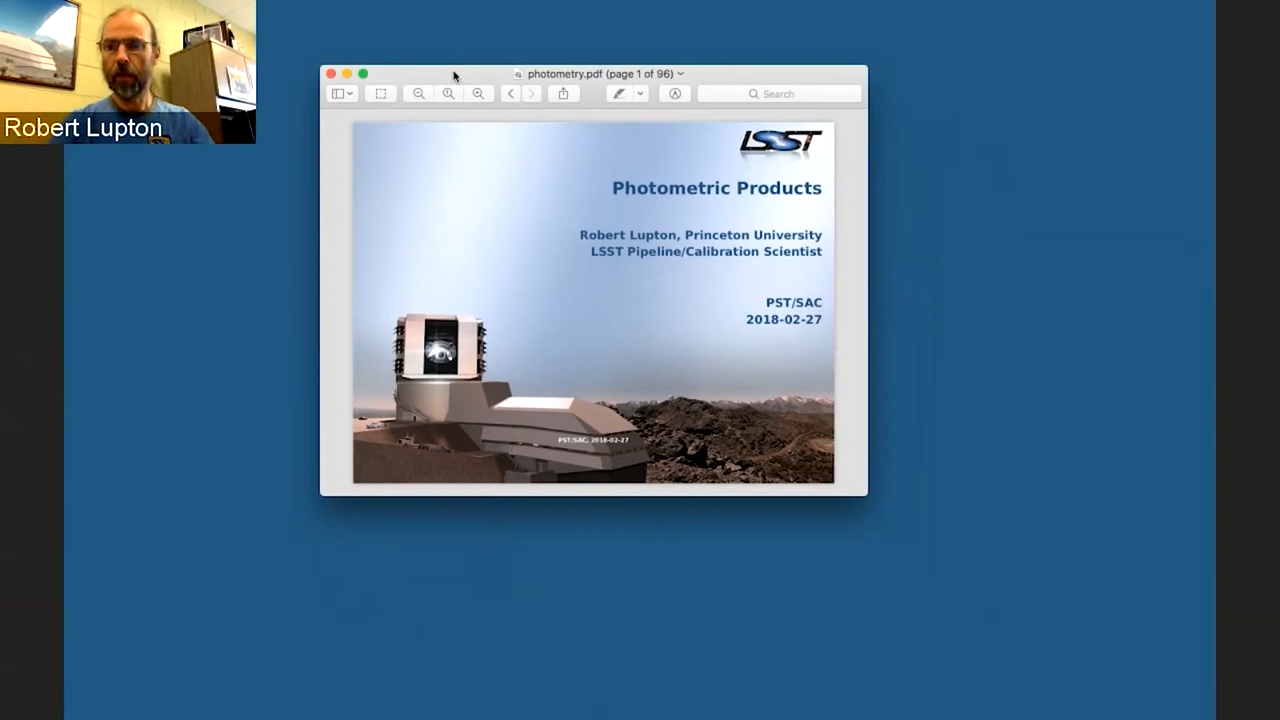 Robert Lupton
photometry.pdf (page 1 of 96)
Search
LSST
Photometric Products
Robert Lupton, Princeton University
LSST Pipeline/Calibration Scientist
PST/SAC
2018-02-27
PST/SAC, 2018-02-27